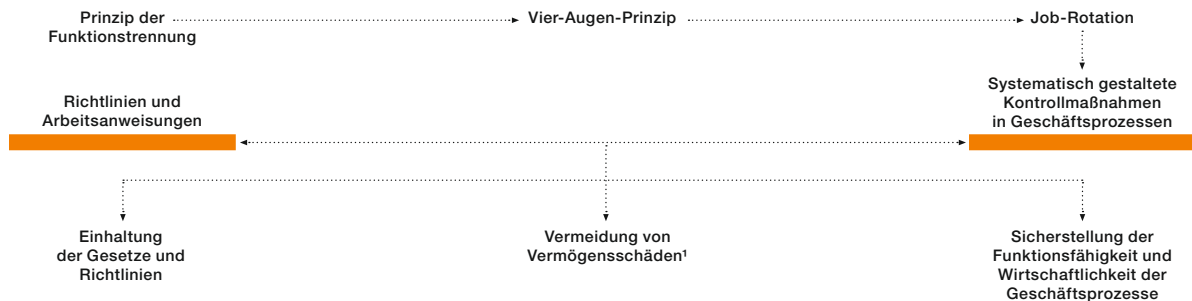 Prinzip der
Funktionstrennung
Vier-Augen-Prinzip
Job-Rotation
Richtlinien und
Arbeitsanweisungen
Systematisch gestaltete
Kontrollmaßnahmen
in Geschäftsprozessen
Einhaltung
der Gesetze und
Richtlinien
Vermeidung von
Vermögensschäden¹
Sicherstellung der
Funktionsfähigkeit und
Wirtschaftlichkeit der
Geschäftsprozesse